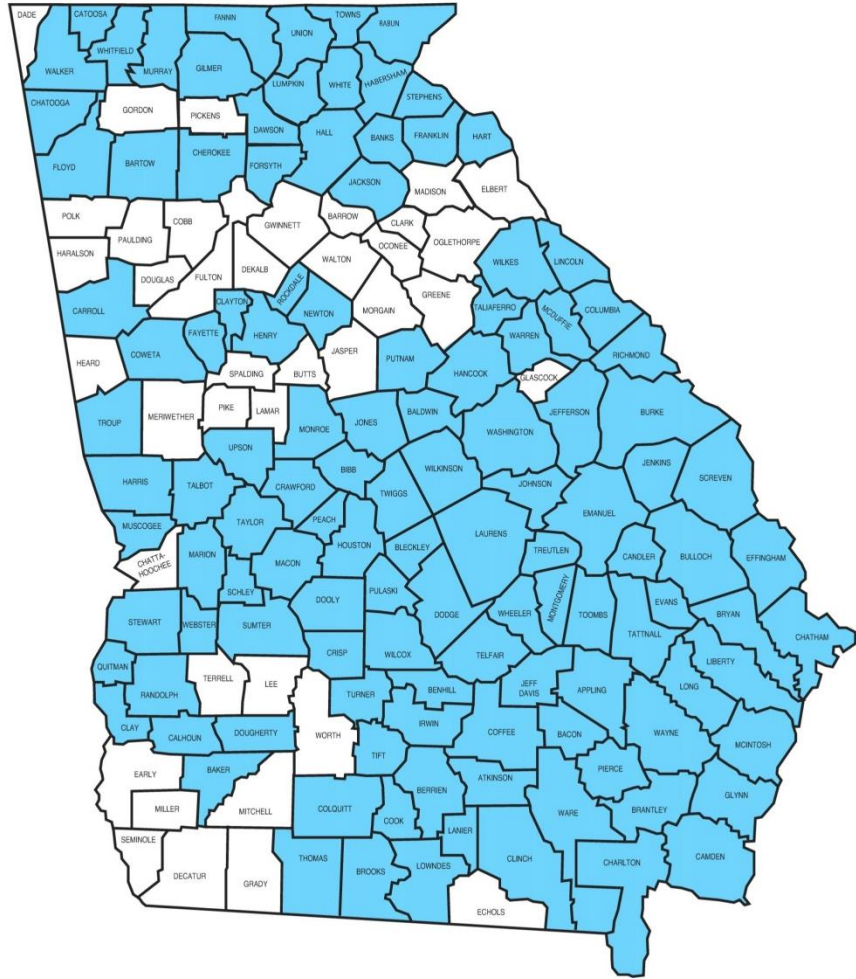 DADE
CATOOSA
FANNIN
TOWNS
RABUN
UNION
WHITFIELD
MURRAY
WALKER
GILMER
LUMPKIN
WHITE
HABERSHAM
STEPHENS
CHATOOGA
GORDON
PICKENS
DAWSON
HALL
BANKS
FRANKLIN
HART
FLOYD
BARTOW
CHEROKEE
FORSYTH
JACKSON
MADISON
ELBERT
POLK
PAULDING
COBB
GWINNETT
BARROW
CLARK
OCONEE
OGLETHORPE
HARALSON
DOUGLAS
FULTON
DEKALB
WALTON
WILKES
LINCOLN
CARROLL
CLAYTON
ROCKDALE
NEWTON
MORGAIN
GREENE
TALIAFERRO
MCDUFFIE
COLUMBIA
FAYETTE
HENRY
WARREN
RICHMOND
HEARD
COWETA
SPALDING
BUTTS
JASPER
PUTNAM
HANCOCK
GLASCOCK
TROUP
MERIWETHER
PIKE
LAMAR
MONROE
JONES
BALDWIN
WASHINGTON
JEFFERSON
BURKE
UPSON
BIBB
WILKINSON
JENKINS
SCREVEN
HARRIS
TALBOT
CRAWFORD
TWIGGS
JOHNSON
EMANUEL
MUSCOGEE
TAYLOR
PEACH
HOUSTON
BLECKLEY
LAURENS
TREUTLEN
CANDLER
BULLOCH
EFFINGHAM
CHATTA-
HOOCHEE
MARION
MACON
SCHLEY
DOOLY
PULASKI
DODGE
WHEELER
MONTGOMERY
TOOMBS
EVANS
TATTNALL
BRYAN
CHATHAM
STEWART
WEBSTER
SUMTER
CRISP
WILCOX
TELFAIR
LIBERTY
QUITMAN
RANDOLPH
TERRELL
LEE
TURNER
BENHILL
JEFF
DAVIS
APPLING
LONG
CLAY
CALHOUN
DOUGHERTY
WORTH
IRWIN
COFFEE
BACON
WAYNE
MCINTOSH
EARLY
BAKER
TIFT
ATKINSON
PIERCE
MILLER
MITCHELL
COLQUITT
COOK
BERRIEN
WARE
BRANTLEY
GLYNN
SEMINOLE
DECATUR
GRADY
THOMAS
BROOKS
LOWNDES
LANIER
CLINCH
CHARLTON
CAMDEN
ECHOLS